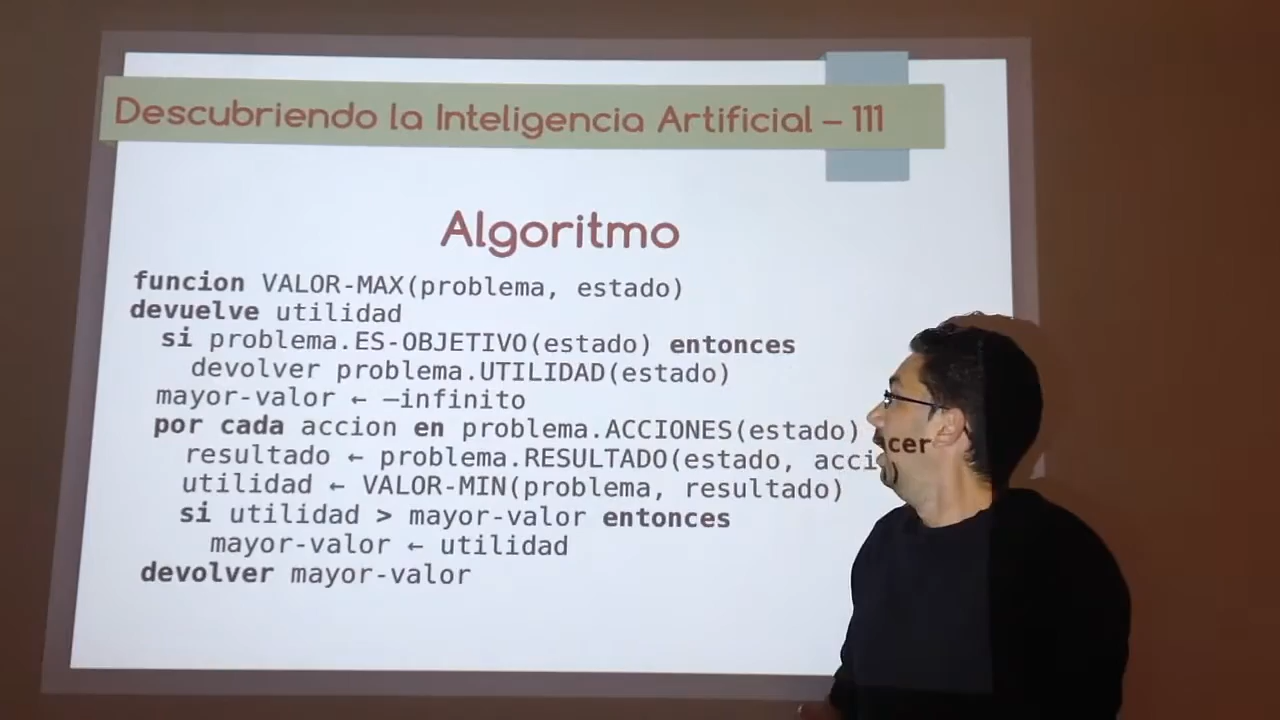 Descubriendo la Inteligencia Artificial – 111
Algoritmo
funcion VALOR-MAX(problema, estado)
devuelve utilidad
si problema.ES-OBJETIVO(estado) entonces
devolver problema.UTILIDAD(estado)
mayor-valor ← –infinito
por cada accion en problema.ACCIONES(estado)
resultado ← problema.RESULTADO(estado,
utilidad ← VALOR-MIN(problema, resultado)
si utilidad > mayor-valor entonces
mayor-valor ← utilidad
devolver mayor-valor